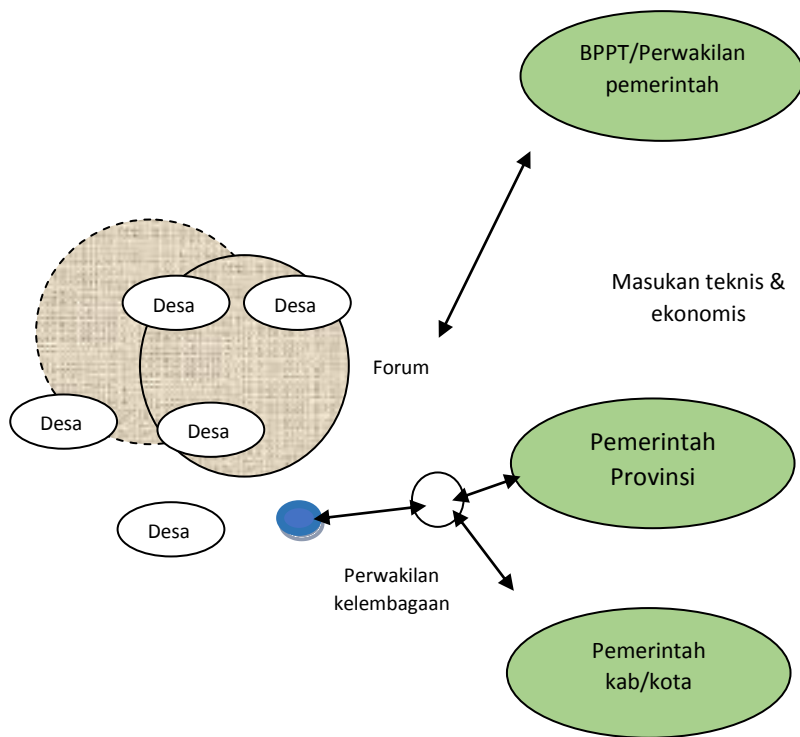 BPPT/Perwakilan
pemerintah
Masukan teknis &
ekonomis
Desa
Desa
Forum
Desa
Desa
Pemerintah
Provinsi
Desa
Perwakilan
kelembagaan
Pemerintah
kab/kota